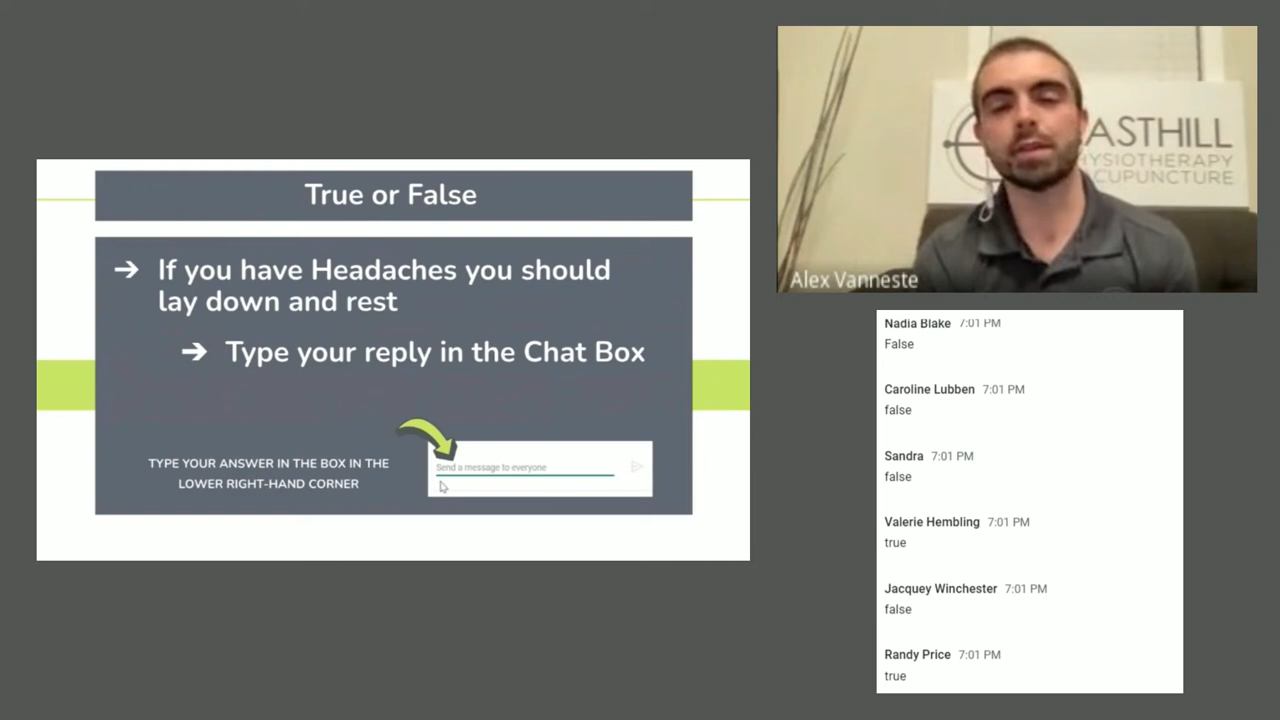 True or False
➔ If you have Headaches you should
lay down and rest
➔ Type your reply in the Chat Box
TYPE YOUR ANSWER IN THE BOX IN THE
LOWER RIGHT-HAND CORNER
Send a message to everyone
ASTHILL
YSIOTHERAPY
CUPUNCTURE
Alex Vanneste
Nadia Blake 7:01 PM
False
Caroline Lubben 7:01 PM
false
Sandra 7:01 PM
false
Valerie Hembling 7:01 PM
true
Jacquey Winchester 7:01 PM
false
Randy Price 7:01 PM
true